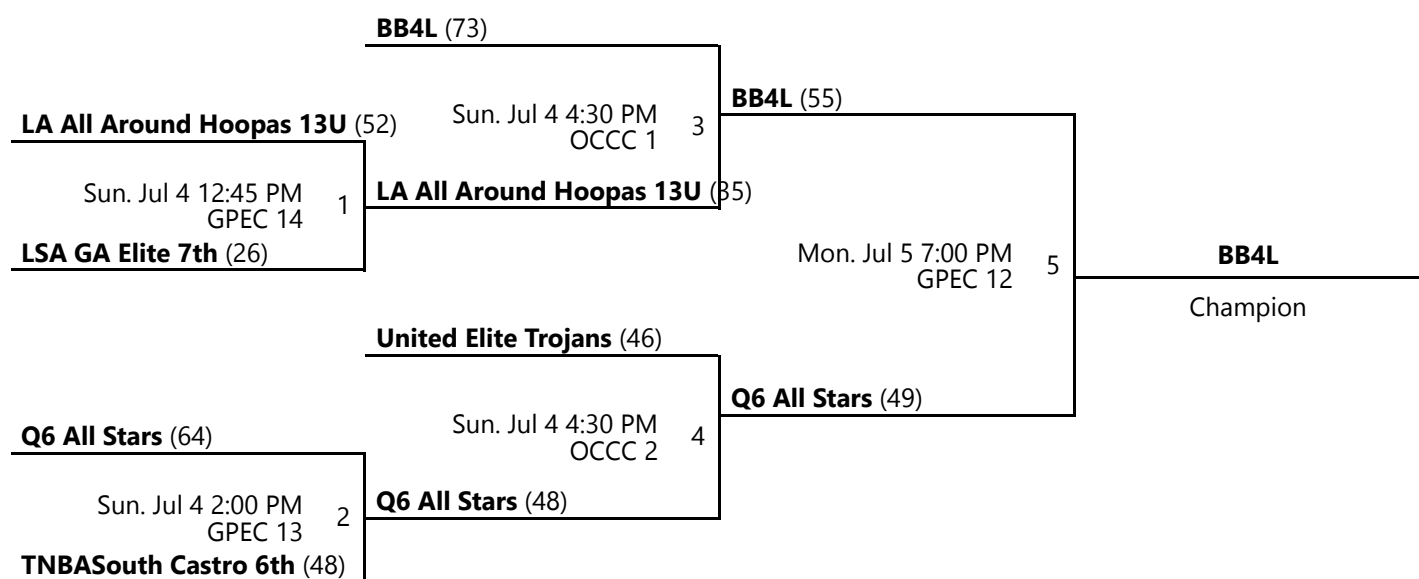 BB4L (73)
LA All Around Hoopas 13U (52)
Sun. Jul 4 4:30 PM
OCCC 1
3
BB4L (55)
Sun. Jul 4 12:45 PM
GPEC 14
1
LA All Around Hoopas 13U (35)
LSA GA Elite 7th (26)
Mon. Jul 5 7:00 PM
GPEC 12
5
BB4L
Champion
United Elite Trojans (46)
Q6 All Stars (64)
Sun. Jul 4 4:30 PM
OCCC 2
4
Q6 All Stars (49)
Sun. Jul 4 2:00 PM
GPEC 13
2
Q6 All Stars (48)
TNBASouth Castro 6th (48)